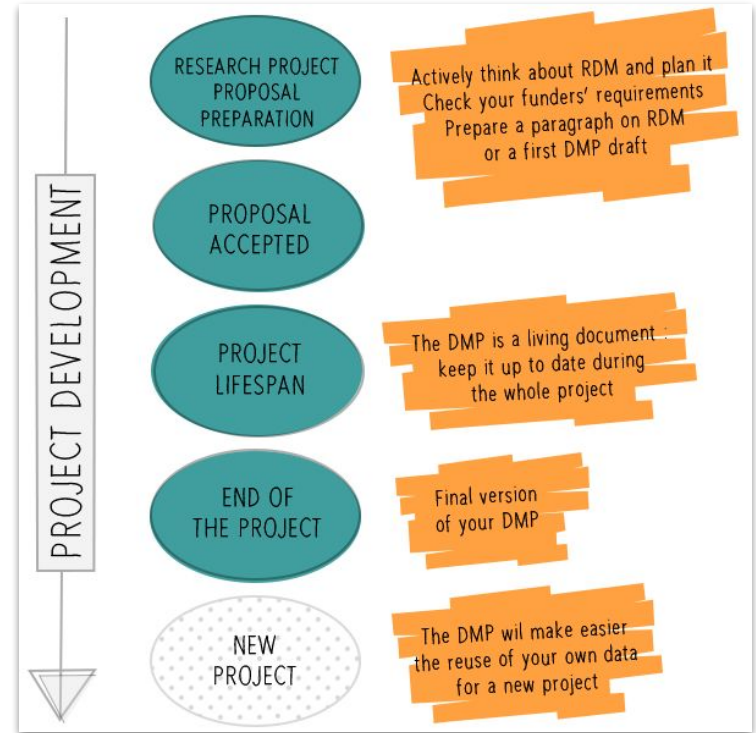 PROJECT DEVELOPMENT
RESEARCH PROJECT
PROPOSAL
PREPARATION
Actively think about RDM and plan it
Check your funders' requirements
Prepare a paragraph on RDM
or a first DMP draft
PROPOSAL
ACCEPTED
PROJECT
LIFESPAN
The DMP is a living document :
keep it up to date during
the whole project
END OF
THE PROJECT
Final version
of your DMP
NEW
PROJECT
The DMP wil make easier
the reuse of your own data
for a new project